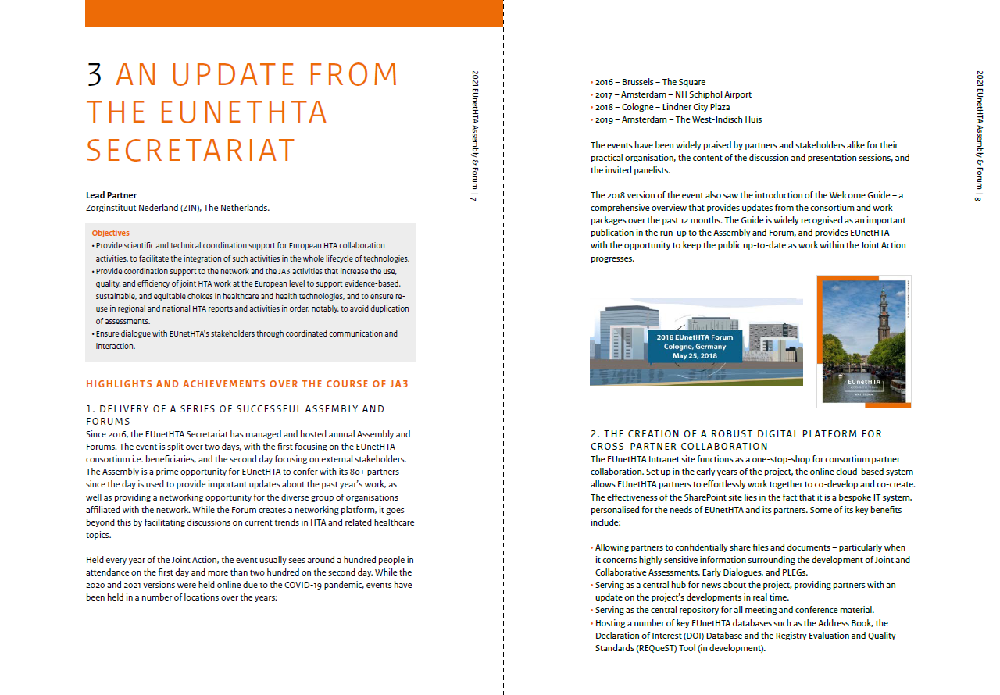 3 AN UPDATE FROM
THE EUNETHTA
SECRETARIAT
Lead Partner
Zorginstituut Nederland (ZIN), The Netherlands.
Objectives
• Provide scientific and technical coordination support for European HTA collaboration
activities, to facilitate the integration of such activities in the whole lifecycle of technologies.
• Provide coordination support to the network and the JA3 activities that increase the use,
quality, and efficiency of joint HTA work at the European level to support evidence-based,
sustainable, and equitable choices in healthcare and health technologies, and to ensure re-
use in regional and national HTA reports and activities in order, notably, to avoid duplication
of assessments.
• Ensure dialogue with EUnetHTA's stakeholders through coordinated communication and
interaction.
HIGHLIGHTS AND ACHIEVEMENTS OVER THE COURSE OF JA3
1. DELIVERY OF A SERIES OF SUCCESSFUL ASSEMBLY AND
FORUMS
Since 2016, the EUnetHTA Secretariat has managed and hosted annual Assembly and
Forums. The event is split over two days, with the first focusing on the EUnetHTA
consortium i.e. beneficiaries, and the second day focusing on external stakeholders.
The Assembly is a prime opportunity for EUnetHTA to confer with its 80+ partners
since the day is used to provide important updates about the past year's work, as
well as providing a networking opportunity for the diverse group of organisations
affiliated with the network. While the Forum creates a networking platform, it goes
beyond this by facilitating discussions on current trends in HTA and related healthcare
topics.
Held every year of the Joint Action, the event usually sees around a hundred people in
attendance on the first day and more than two hundred on the second day. While the
2020 and 2021 versions were held online due to the COVID-19 pandemic, events have
been held in a number of locations over the years:
2021 EUnetHTA Assembly & Forum | 7
• 2016 – Brussels – The Square
• 2017 – Amsterdam – NH Schiphol Airport
• 2018 – Cologne – Lindner City Plaza
• 2019 – Amsterdam – The West-Indisch Huis
The events have been widely praised by partners and stakeholders alike for their
practical organisation, the content of the discussion and presentation sessions, and
the invited panelists.
The 2018 version of the event also saw the introduction of the Welcome Guide – a
comprehensive overview that provides updates from the consortium and work
packages over the past 12 months. The Guide is widely recognised as an important
publication in the run-up to the Assembly and Forum, and provides EUnetHTA
with the opportunity to keep the public up-to-date as work within the Joint Action
progresses.
2018 EUnetHTA Forum
Cologne, Germany
May 25, 2018
EUnetHTA
2. THE CREATION OF A ROBUST DIGITAL PLATFORM FOR
CROSS-PARTNER COLLABORATION
The EUnetHTA Intranet site functions as a one-stop-shop for consortium partner
collaboration. Set up in the early years of the project, the online cloud-based system
allows EUnetHTA partners to effortlessly work together to co-develop and co-create.
The effectiveness of the SharePoint site lies in the fact that it is a bespoke IT system,
personalised for the needs of EUnetHTA and its partners. Some of its key benefits
include:
• Allowing partners to confidentially share files and documents – particularly when
it concerns highly sensitive information surrounding the development of Joint and
Collaborative Assessments, Early Dialogues, and PLEGs.
• Serving as a central hub for news about the project, providing partners with an
update on the project's developments in real time.
• Serving as the central repository for all meeting and conference material.
• Hosting a number of key EUnetHTA databases such as the Address Book, the
Declaration of Interest (DOI) Database and the Registry Evaluation and Quality
Standards (REQueST) Tool (in development).
2021 EUnetHTA Assembly & Forum | 8